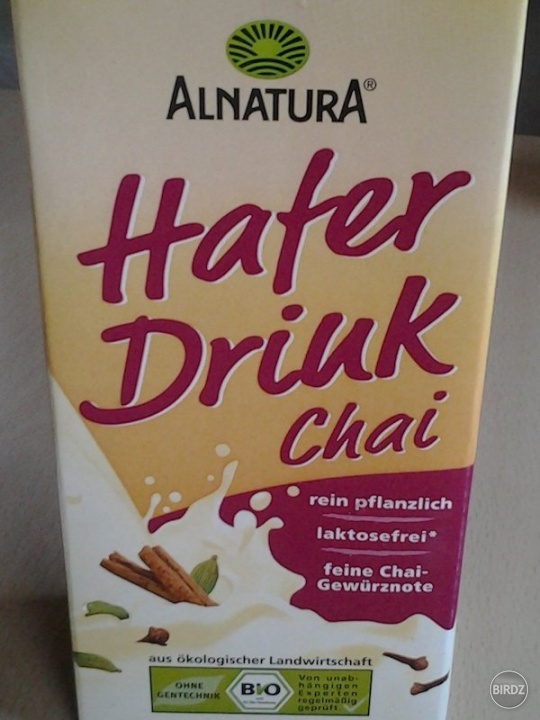 ALNATURA®
Hafer
Drink
Chai
rein pflanzlich
laktosefrei*
feine Chai-
Gewürznote
aus ökologischer Landwirtschaft
OHNE
GENTECHNIK
BIO
Von unab-
hängigen
Experten
regelmäßig
geprüft
BIRDZ